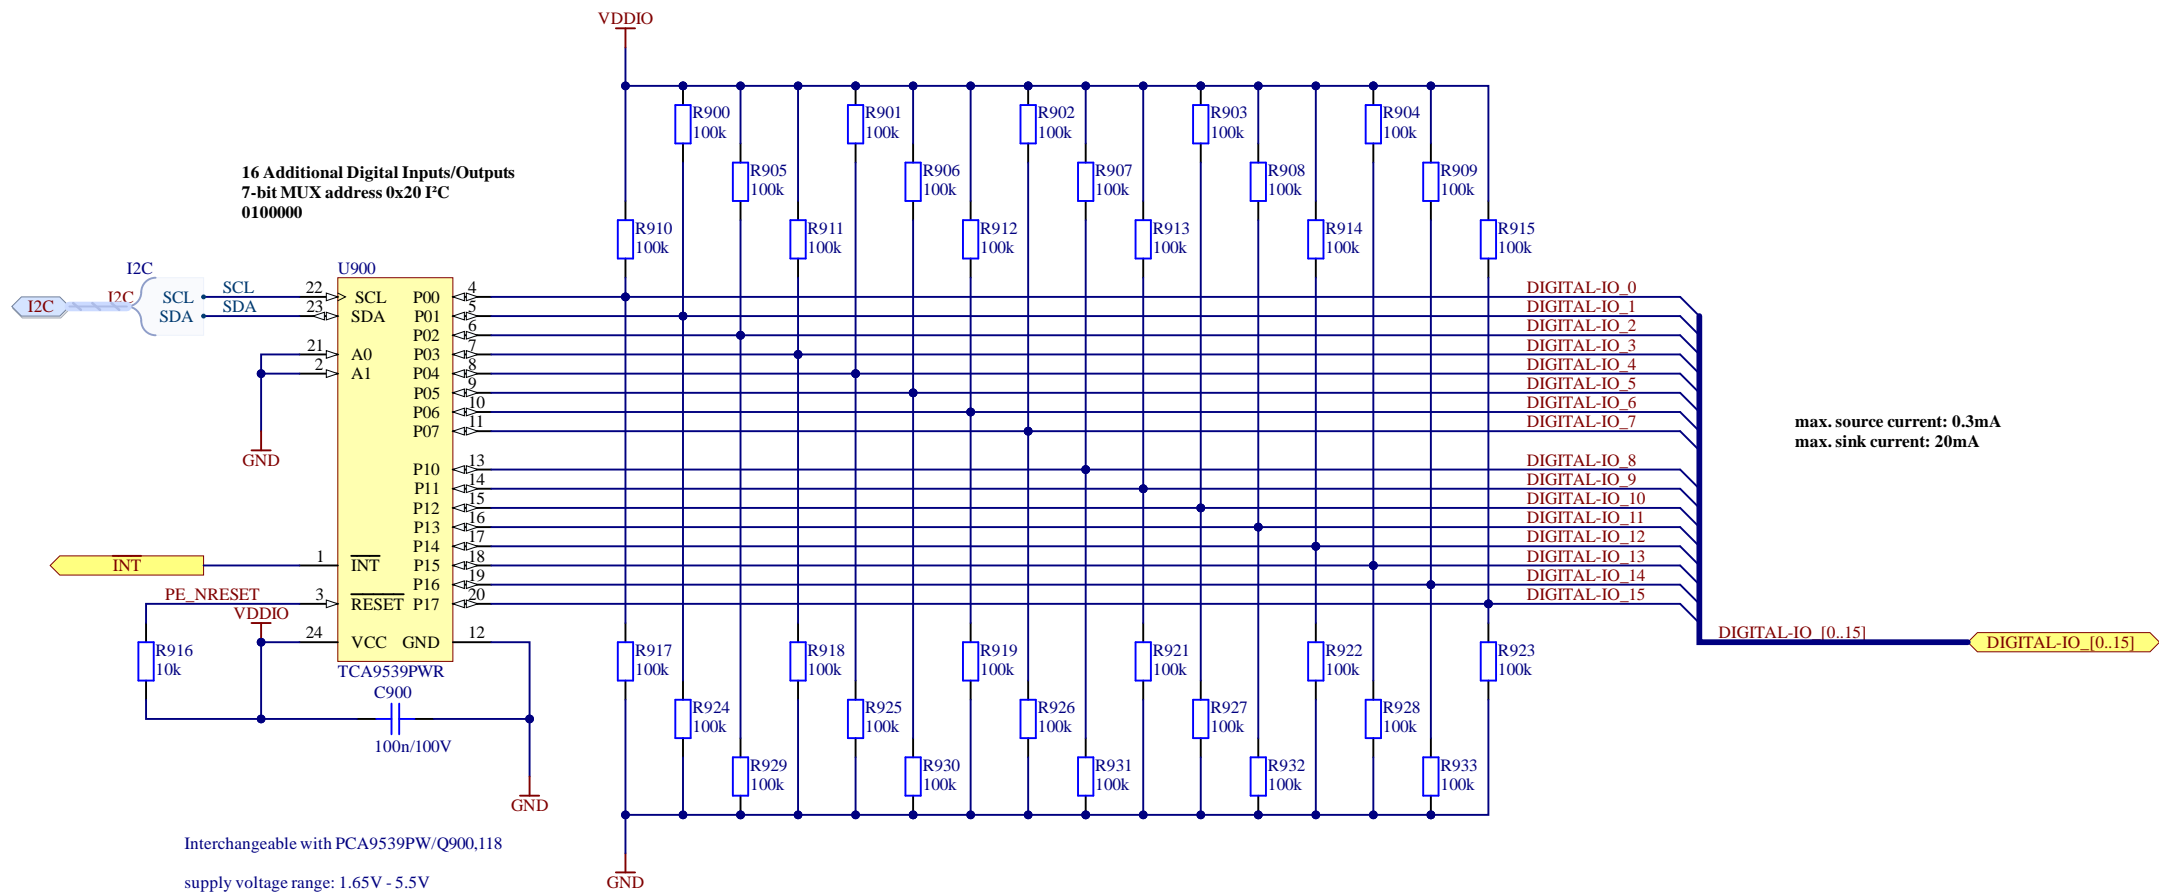 VDDIO
R900
100k
R901
100k
R902
100k
R903
100k
R904
100k
R905
100k
R906
100k
R907
100k
R908
100k
R909
100k
R910
100k
R911
100k
R912
100k
R913
100k
R914
100k
R915
100k
16 Additional Digital Inputs/Outputs
7-bit MUX address 0x20 I²C
0100000
I2C
I2C
I2C
SCL
SDA
SCL
SDA
U900
22
23
21
2
1
3
24
SCL
SDA
A0
A1
INT
RESET
VCC
P00
P01
P02
P03
P04
P05
P06
P07
P10
P11
P12
P13
P14
P15
P16
P17
GND
4
5
6
7
8
9
10
11
13
14
15
16
17
18
19
20
12
TCA9539PWR
GND
INT
PE_NRESET
VDDIO
R916
10k
C900
100n/100V
GND
DIGITAL-IO_0
DIGITAL-IO_1
DIGITAL-IO_2
DIGITAL-IO_3
DIGITAL-IO_4
DIGITAL-IO_5
DIGITAL-IO_6
DIGITAL-IO_7
DIGITAL-IO_8
DIGITAL-IO_9
DIGITAL-IO_10
DIGITAL-IO_11
DIGITAL-IO_12
DIGITAL-IO_13
DIGITAL-IO_14
DIGITAL-IO_15
max. source current: 0.3mA
max. sink current: 20mA
DIGITAL-IO_[0..15]
DIGITAL-IO_[0..15]
R917
100k
R918
100k
R919
100k
R921
100k
R922
100k
R923
100k
R924
100k
R925
100k
R926
100k
R927
100k
R928
100k
R929
100k
R930
100k
R931
100k
R932
100k
R933
100k
GND
Interchangeable with PCA9539PW/Q900,118
supply voltage range: 1.65V - 5.5V